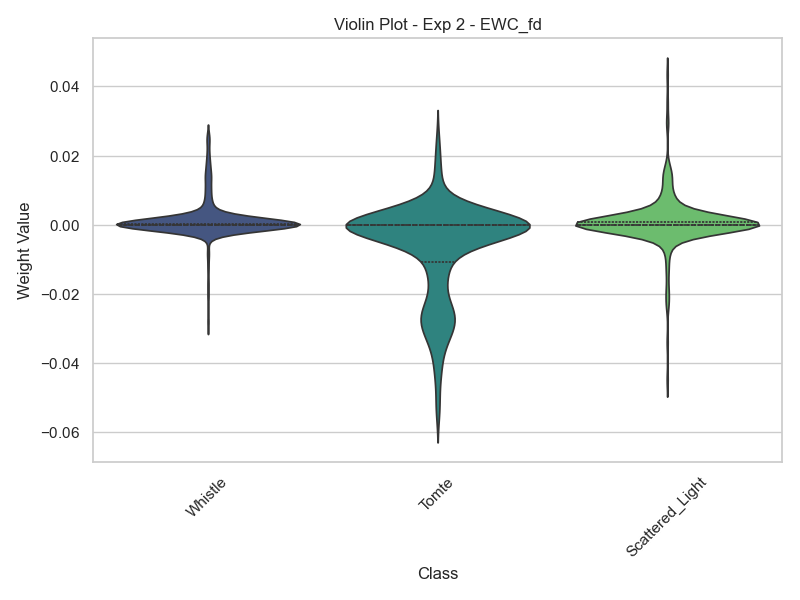 Violin Plot - Exp 2 - EWC_fd
Weight Value
0.04
0.02
0.00
−0.02
−0.04
−0.06
Whistle
Tomte
Scattered_Light
Class